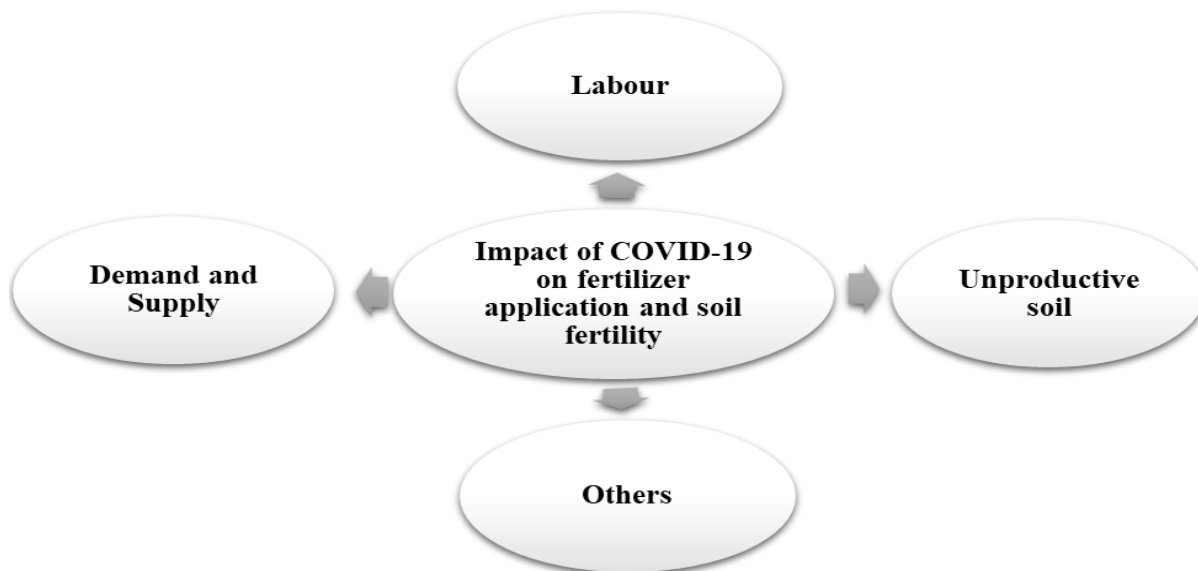 Labour
Demand and
Supply
Impact of COVID-19
on fertilizer
application and soil
fertility
Unproductive
soil
Others